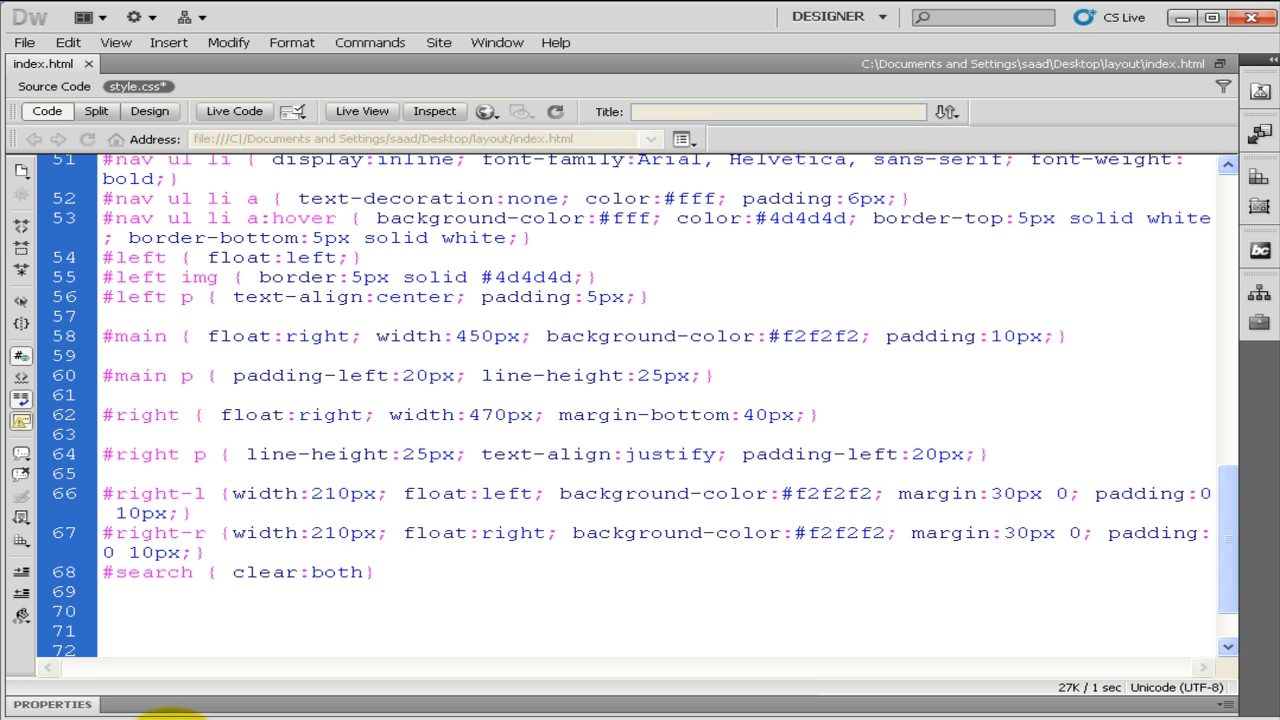 Dw
DESIGNER
CS Live
File Edit View Insert Modify Format Commands Site Window Help
index.html
C:\Documents and Settings\saad\Desktop\layout\index.html
Source Code style.css*
Code Split Design Live Code Live View Inspect Title:
Address: file:///C|/Documents and Settings/saad/Desktop/layout/index.html
51 #nav ul li { display:inline; font-family:Arial, Helvetica, sans-serif; font-weight:
bold;}
52 #nav ul li a { text-decoration:none; color:#fff; padding:6px;}
53 #nav ul li a:hover { background-color:#fff; color:#4d4d4d; border-top:5px solid white
; border-bottom:5px solid white;}
54 #left { float:left;}
55 #left img { border:5px solid #4d4d4d;}
56 #left p { text-align:center; padding:5px;}
57
58 #main { float:right; width:450px; background-color:#f2f2f2; padding:10px;}
59
60 #main p { padding-left:20px; line-height:25px;}
61
62 #right { float:right; width:470px; margin-bottom:40px;}
63
64 #right p { line-height:25px; text-align:justify; padding-left:20px;}
65
66 #right-l {width:210px; float:left; background-color:#f2f2f2; margin:30px 0; padding:0
10px;}
67 #right-r {width:210px; float:right; background-color:#f2f2f2; margin:30px 0; padding:
0 10px;}
68 #search { clear:both}
69
70
71
72
27K / 1 sec Unicode (UTF-8)
PROPERTIES
bc